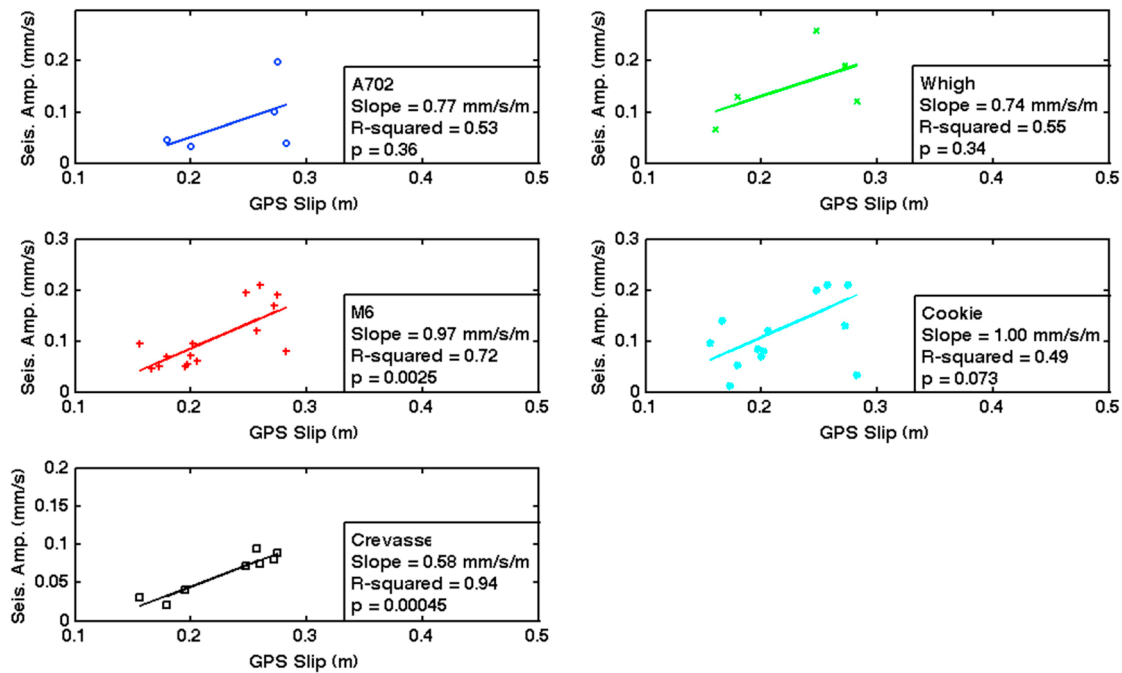 Seis. Amp. (mm/s)
0.2
0.1
0
A702
Slope = 0.77 mm/s/m
R-squared = 0.53
p = 0.36
0.1 0.2 0.3 0.4 0.5
GPS Slip (m)
Seis. Amp. (mm/s)
0.2
0.1
0
Whigh
Slope = 0.74 mm/s/m
R-squared = 0.55
p = 0.34
0.1 0.2 0.3 0.4 0.5
GPS Slip (m)
Seis. Amp. (mm/s)
0.3
0.2
0.1
0
M6
Slope = 0.97 mm/s/m
R-squared = 0.72
p = 0.0025
0.1 0.2 0.3 0.4 0.5
GPS Slip (m)
Seis. Amp. (mm/s)
0.3
0.2
0.1
0
Cookie
Slope = 1.00 mm/s/m
R-squared = 0.49
p = 0.073
0.1 0.2 0.3 0.4 0.5
GPS Slip (m)
Seis. Amp. (mm/s)
0.2
0.1
0.05
0
Crevasse
Slope = 0.58 mm/s/m
R-squared = 0.94
p = 0.00045
0.1 0.2 0.3 0.4 0.5
GPS Slip (m)